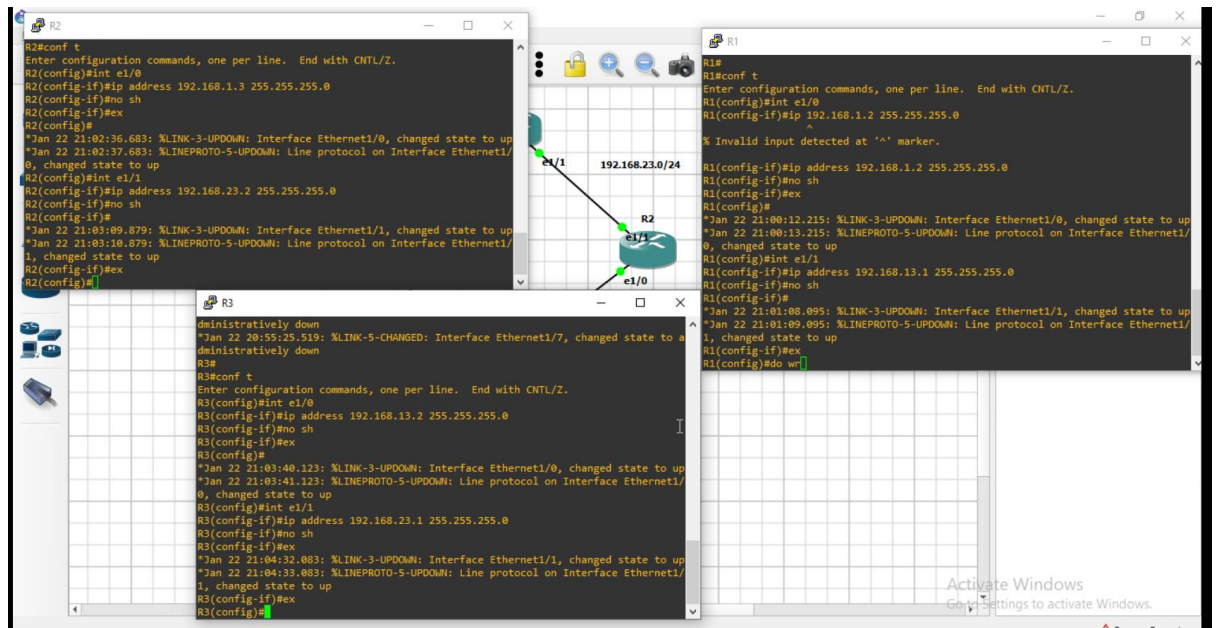 R2
R2#conf t
Enter configuration commands, one per line.  End with CNTL/Z.
R2(config)#int e1/0
R2(config-if)#ip address 192.168.1.3 255.255.255.0
R2(config-if)#no sh
R2(config-if)#ex
R2(config)#
*Jan 22 21:02:36.683: %LINK-3-UPDOWN: Interface Ethernet1/0, changed state to up
*Jan 22 21:02:37.683: %LINEPROTO-5-UPDOWN: Line protocol on Interface Ethernet1/
0, changed state to up
R2(config)#int e1/1
R2(config-if)#ip address 192.168.23.2 255.255.255.0
R2(config-if)#no sh
R2(config-if)#
*Jan 22 21:03:09.879: %LINK-3-UPDOWN: Interface Ethernet1/1, changed state to up
*Jan 22 21:03:10.879: %LINEPROTO-5-UPDOWN: Line protocol on Interface Ethernet1/
1, changed state to up
R2(config-if)#ex
R2(config)#
e1/1
192.168.23.0/24
R2
e1/1
e1/0
R1
R1#
R1#conf t
Enter configuration commands, one per line.  End with CNTL/Z.
R1(config)#int e1/0
R1(config-if)#ip 192.168.1.2 255.255.255.0
^
% Invalid input detected at '^' marker.
R1(config-if)#ip address 192.168.1.2 255.255.255.0
R1(config-if)#no sh
R1(config-if)#ex
R1(config)#
*Jan 22 21:00:12.215: %LINK-3-UPDOWN: Interface Ethernet1/0, changed state to up
*Jan 22 21:00:13.215: %LINEPROTO-5-UPDOWN: Line protocol on Interface Ethernet1/
0, changed state to up
R1(config)#int e1/1
R1(config-if)#ip address 192.168.13.1 255.255.255.0
R1(config-if)#no sh
R1(config-if)#
*Jan 22 21:01:08.095: %LINK-3-UPDOWN: Interface Ethernet1/1, changed state to up
*Jan 22 21:01:09.095: %LINEPROTO-5-UPDOWN: Line protocol on Interface Ethernet1/
1, changed state to up
R1(config-if)#ex
R1(config)#do wr
R3
dministratively down
*Jan 22 20:55:25.519: %LINK-5-CHANGED: Interface Ethernet1/7, changed state to a
dministratively down
R3#
R3#conf t
Enter configuration commands, one per line.  End with CNTL/Z.
R3(config)#int e1/0
R3(config-if)#ip address 192.168.13.2 255.255.255.0
R3(config-if)#no sh
R3(config-if)#ex
R3(config)#
*Jan 22 21:03:40.123: %LINK-3-UPDOWN: Interface Ethernet1/0, changed state to up
*Jan 22 21:03:41.123: %LINEPROTO-5-UPDOWN: Line protocol on Interface Ethernet1/
0, changed state to up
R3(config)#int e1/1
R3(config-if)#ip address 192.168.23.1 255.255.255.0
R3(config-if)#no sh
R3(config-if)#ex
*Jan 22 21:04:32.083: %LINK-3-UPDOWN: Interface Ethernet1/1, changed state to up
*Jan 22 21:04:33.083: %LINEPROTO-5-UPDOWN: Line protocol on Interface Ethernet1/
1, changed state to up
R3(config-if)#ex
R3(config)#
Activate Windows
Go to Settings to activate Windows.